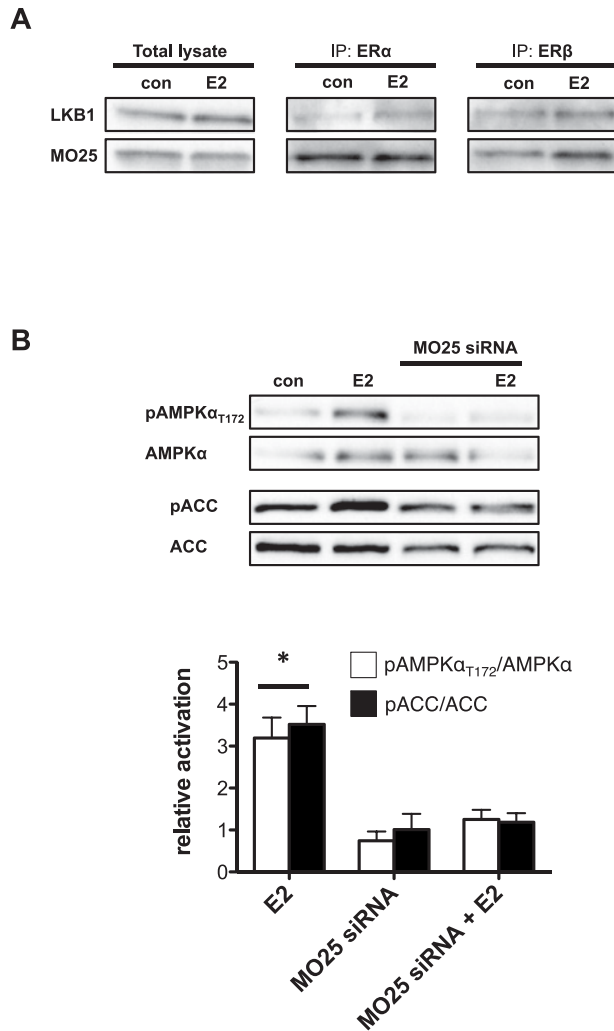 A
Total lysate IP: ERα IP: ERβ
con E2 con E2 con E2
LKB1
MO25
B
MO25 siRNA
con E2 E2
pAMPKαT172
AMPKα
pACC
ACC
relative activation
5
4
3
2
1
0
*
pAMPKαT172/AMPKα
pACC/ACC
E2
MO25 siRNA
MO25 siRNA + E2